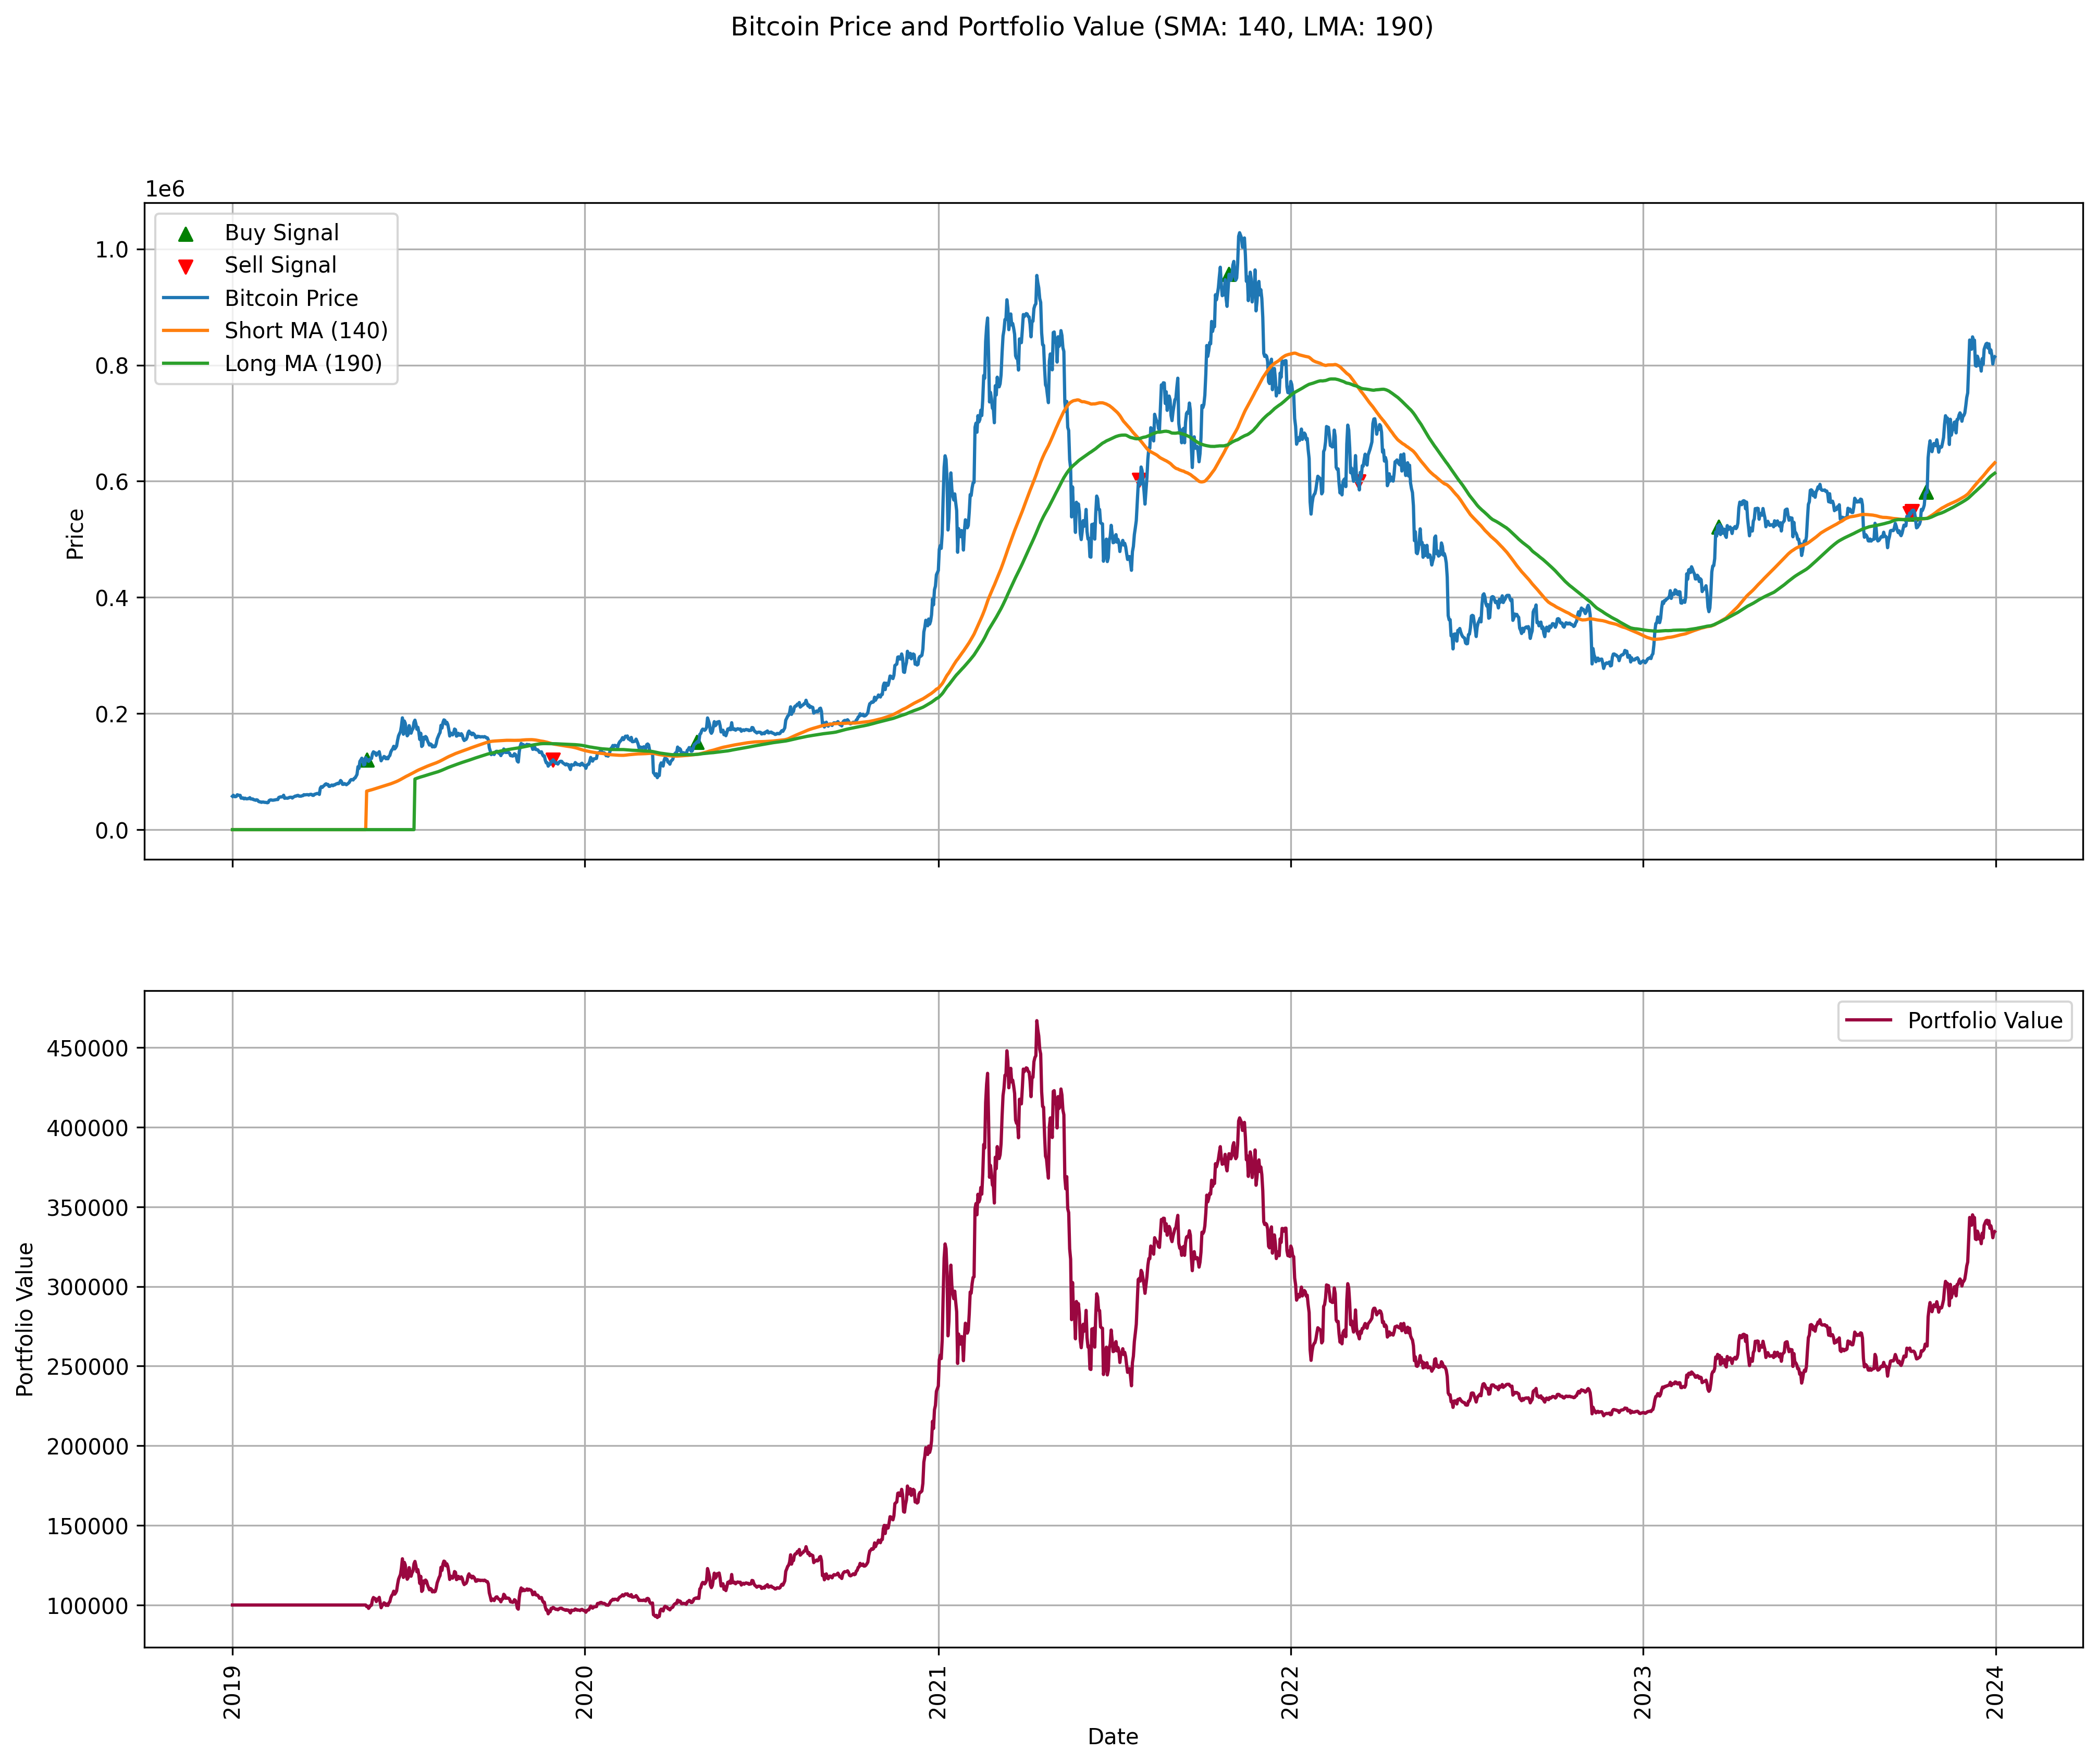 Bitcoin Price and Portfolio Value (SMA: 140, LMA: 190)
1e6
Buy Signal
Sell Signal
Bitcoin Price
Short MA (140)
Long MA (190)
1.0
0.8
0.6
0.4
0.2
0.0
Price
Portfolio Value
450000
400000
350000
300000
250000
200000
150000
100000
Portfolio Value
2019
2020
2021
2022
2023
2024
Date